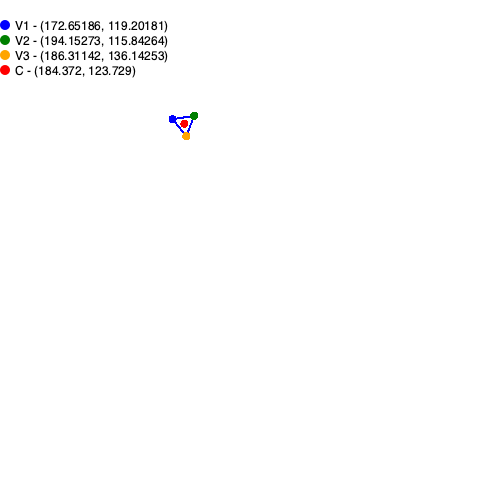 V1 - (172.65186, 119.20181)
V2 - (194.15273, 115.84264)
V3 - (186.31142, 136.14253)
C - (184.372, 123.729)